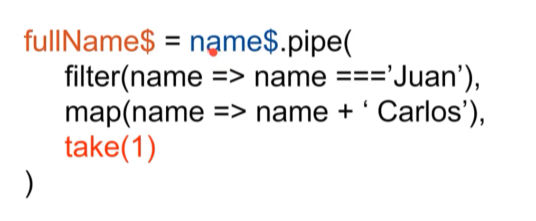 fullName$ = name$.pipe(
filter(name => name ===’Juan’),
map(name => name + ‘ Carlos’),
take(1)
)